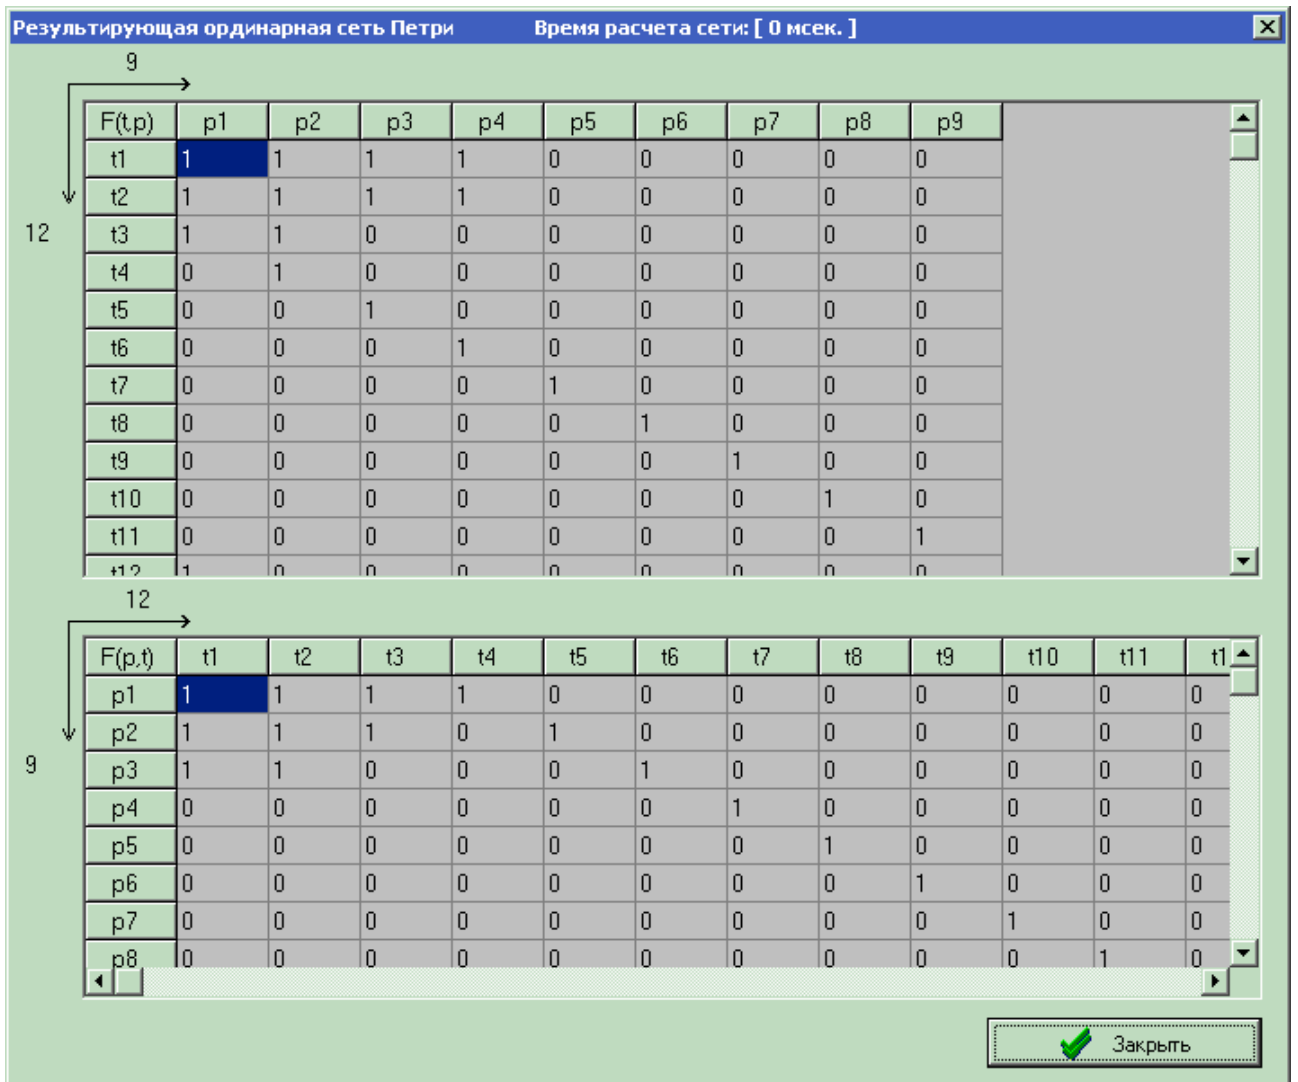 Результирующая ординарная сеть Петри Время расчета сети: [ 0 мсек. ]
9
F(t,p) p1 p2 p3 p4 p5 p6 p7 p8 p9
t1 1 1 1 1 0 0 0 0 0
t2 1 1 1 1 0 0 0 0 0
12 t3 1 1 0 0 0 0 0 0 0
t4 0 1 0 0 0 0 0 0 0
t5 0 0 1 0 0 0 0 0 0
t6 0 0 0 1 0 0 0 0 0
t7 0 0 0 0 1 0 0 0 0
t8 0 0 0 0 0 1 0 0 0
t9 0 0 0 0 0 0 1 0 0
t10 0 0 0 0 0 0 0 1 0
t11 0 0 0 0 0 0 0 0 1
t12 1 0 0 0 0 0 0 0 0
12
F(p,t) t1 t2 t3 t4 t5 t6 t7 t8 t9 t10 t11 t1
p1 1 1 1 1 0 0 0 0 0 0 0 0
p2 1 1 1 0 1 0 0 0 0 0 0 0
9 p3 1 1 0 0 0 1 0 0 0 0 0 0
p4 0 0 0 0 0 0 1 0 0 0 0 0
p5 0 0 0 0 0 0 0 1 0 0 0 0
p6 0 0 0 0 0 0 0 0 1 0 0 0
p7 0 0 0 0 0 0 0 0 0 1 0 0
p8 0 0 0 0 0 0 0 0 0 0 1 0
Закрыть